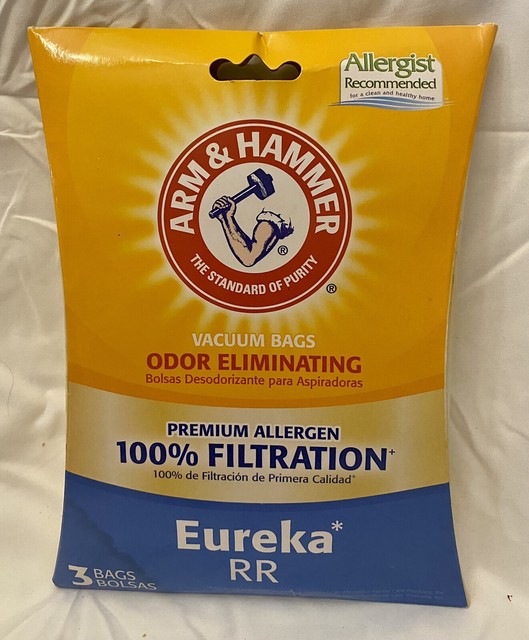 Allergist
Recommended
for a clean and healthy home
ARM & HAMMER
®
THE STANDARD OF PURITY
®
VACUUM BAGS
ODOR ELIMINATING
Bolsas Desodorizante para Aspiradoras
PREMIUM ALLERGEN
100% FILTRATION+
100% de Filtración de Primera Calidad+
Eureka*
RR
3 BAGS
BOLSAS